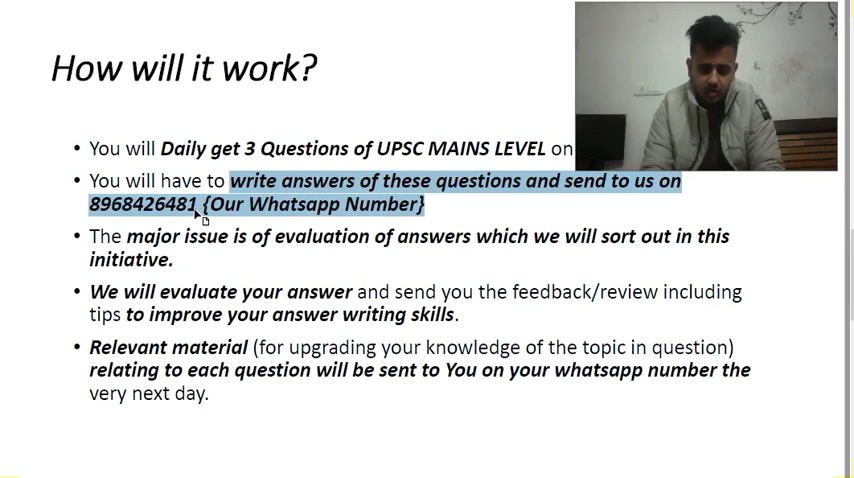 How will it work?
• You will Daily get 3 Questions of UPSC MAINS LEVEL on
• You will have to write answers of these questions and send to us on
8968426481 {Our Whatsapp Number}
• The major issue is of evaluation of answers which we will sort out in this
initiative.
• We will evaluate your answer and send you the feedback/review including
tips to improve your answer writing skills.
• Relevant material (for upgrading your knowledge of the topic in question)
relating to each question will be sent to You on your whatsapp number the
very next day.